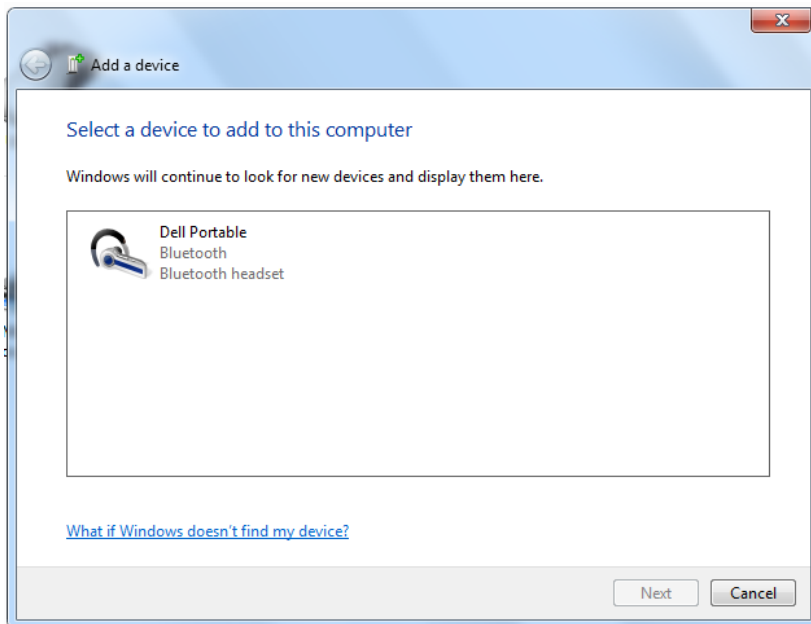 Add a device
Select a device to add to this computer
Windows will continue to look for new devices and display them here.
Dell Portable
Bluetooth
Bluetooth headset
What if Windows doesn't find my device?
Next
Cancel